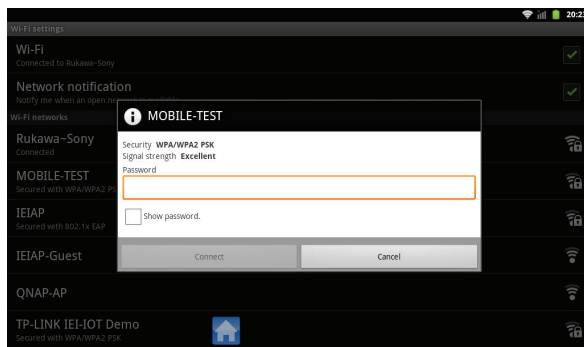 20:23
Wi-Fi settings
Wi-Fi
Connected to Rukawa~Sony
Network notification
Notify me when an open
Wi-Fi networks
Rukawa~Sony
Connected
MOBILE-TEST
Secured with WPA/WPA2 PS
IEIAP
Secured with 802.1x EAP
IEIAP-Guest
QNAP-AP
TP-LINK IEI-IOT Demo
Secured with WPA/WPA2 PSK
MOBILE-TEST
Security WPA/WPA2 PSK
Signal strength Excellent
Password
Show password.
Connect Cancel